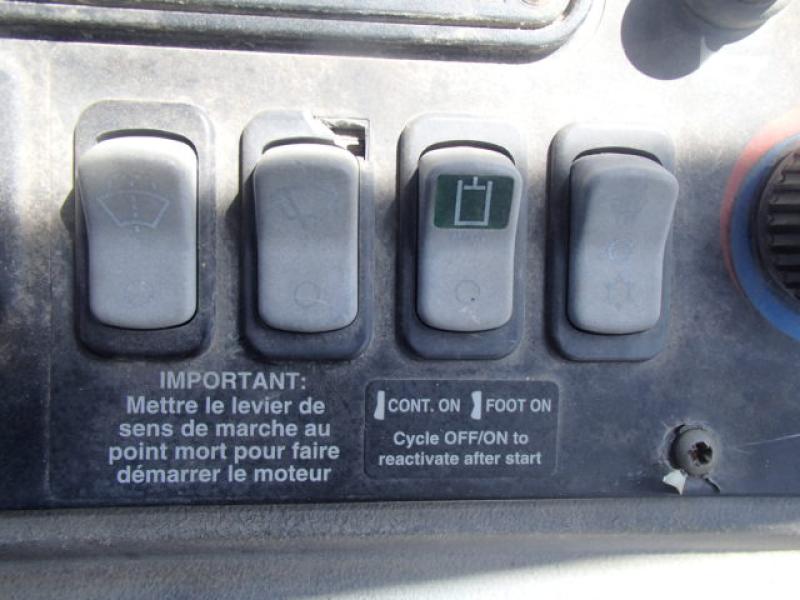 IMPORTANT:
Mettre le levier de
sens de marche au
point mort pour faire
démarrer le moteur
CONT. ON FOOT ON
Cycle OFF/ON to
reactivate after start